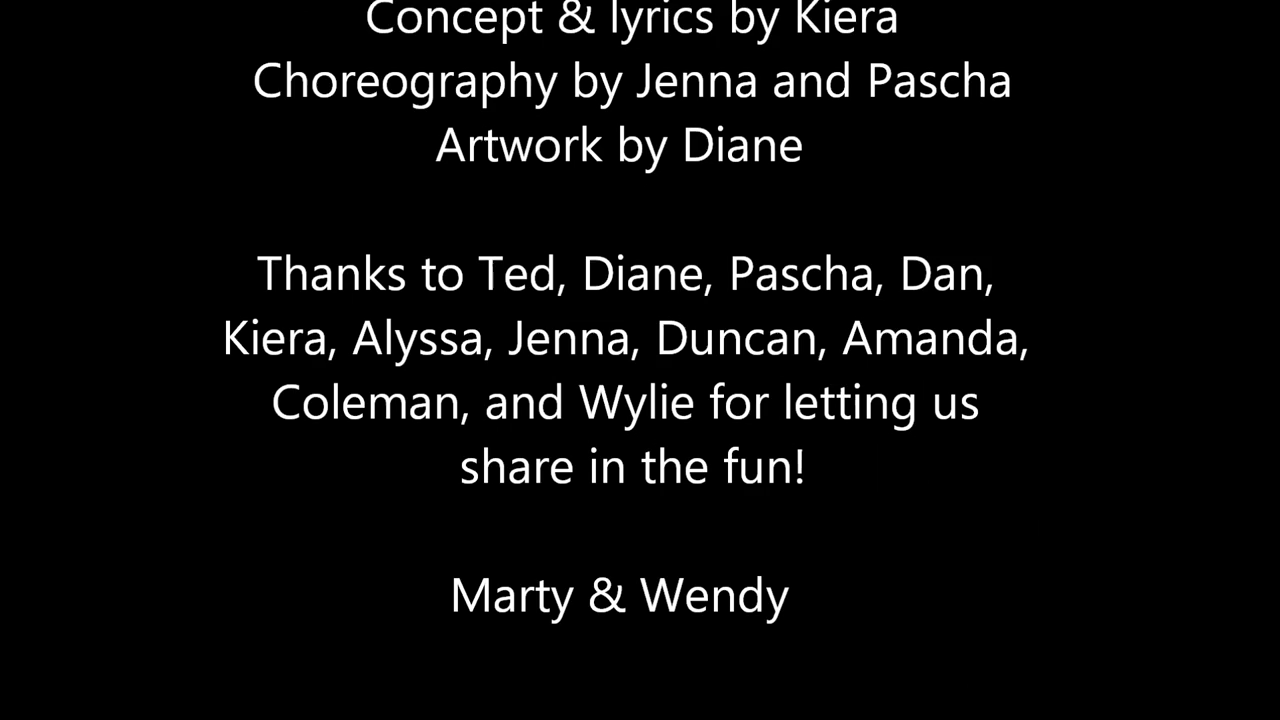 Concept & lyrics by Kiera
Choreography by Jenna and Pascha
Artwork by Diane
Thanks to Ted, Diane, Pascha, Dan,
Kiera, Alyssa, Jenna, Duncan, Amanda,
Coleman, and Wylie for letting us
share in the fun!
Marty & Wendy